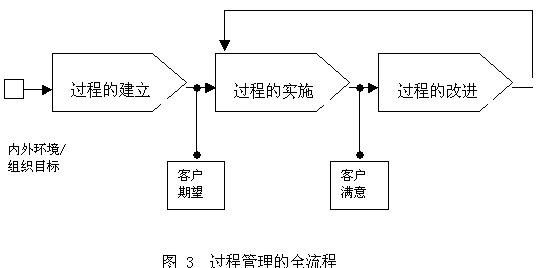 过程的建立
过程的实施
过程的改进
内外环境/
组织目标
客户
期望
客户
满意
图 3 过程管理的全流程